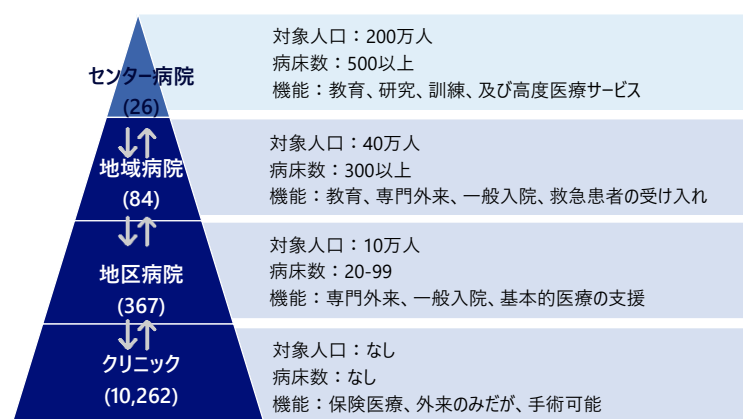 センター病院
(26)
対象人口：200万人
病床数：500以上
機能：教育、研究、訓練、及び高度医療サービス
地域病院
(84)
対象人口：40万人
病床数：300以上
機能：教育、専門外来、一般入院、救急患者の受け入れ
地区病院
(367)
対象人口：10万人
病床数：20-99
機能：専門外来、一般入院、基本的医療の支援
クリニック
(10,262)
対象人口：なし
病床数：なし
機能：保険医療、外来のみだが、手術可能